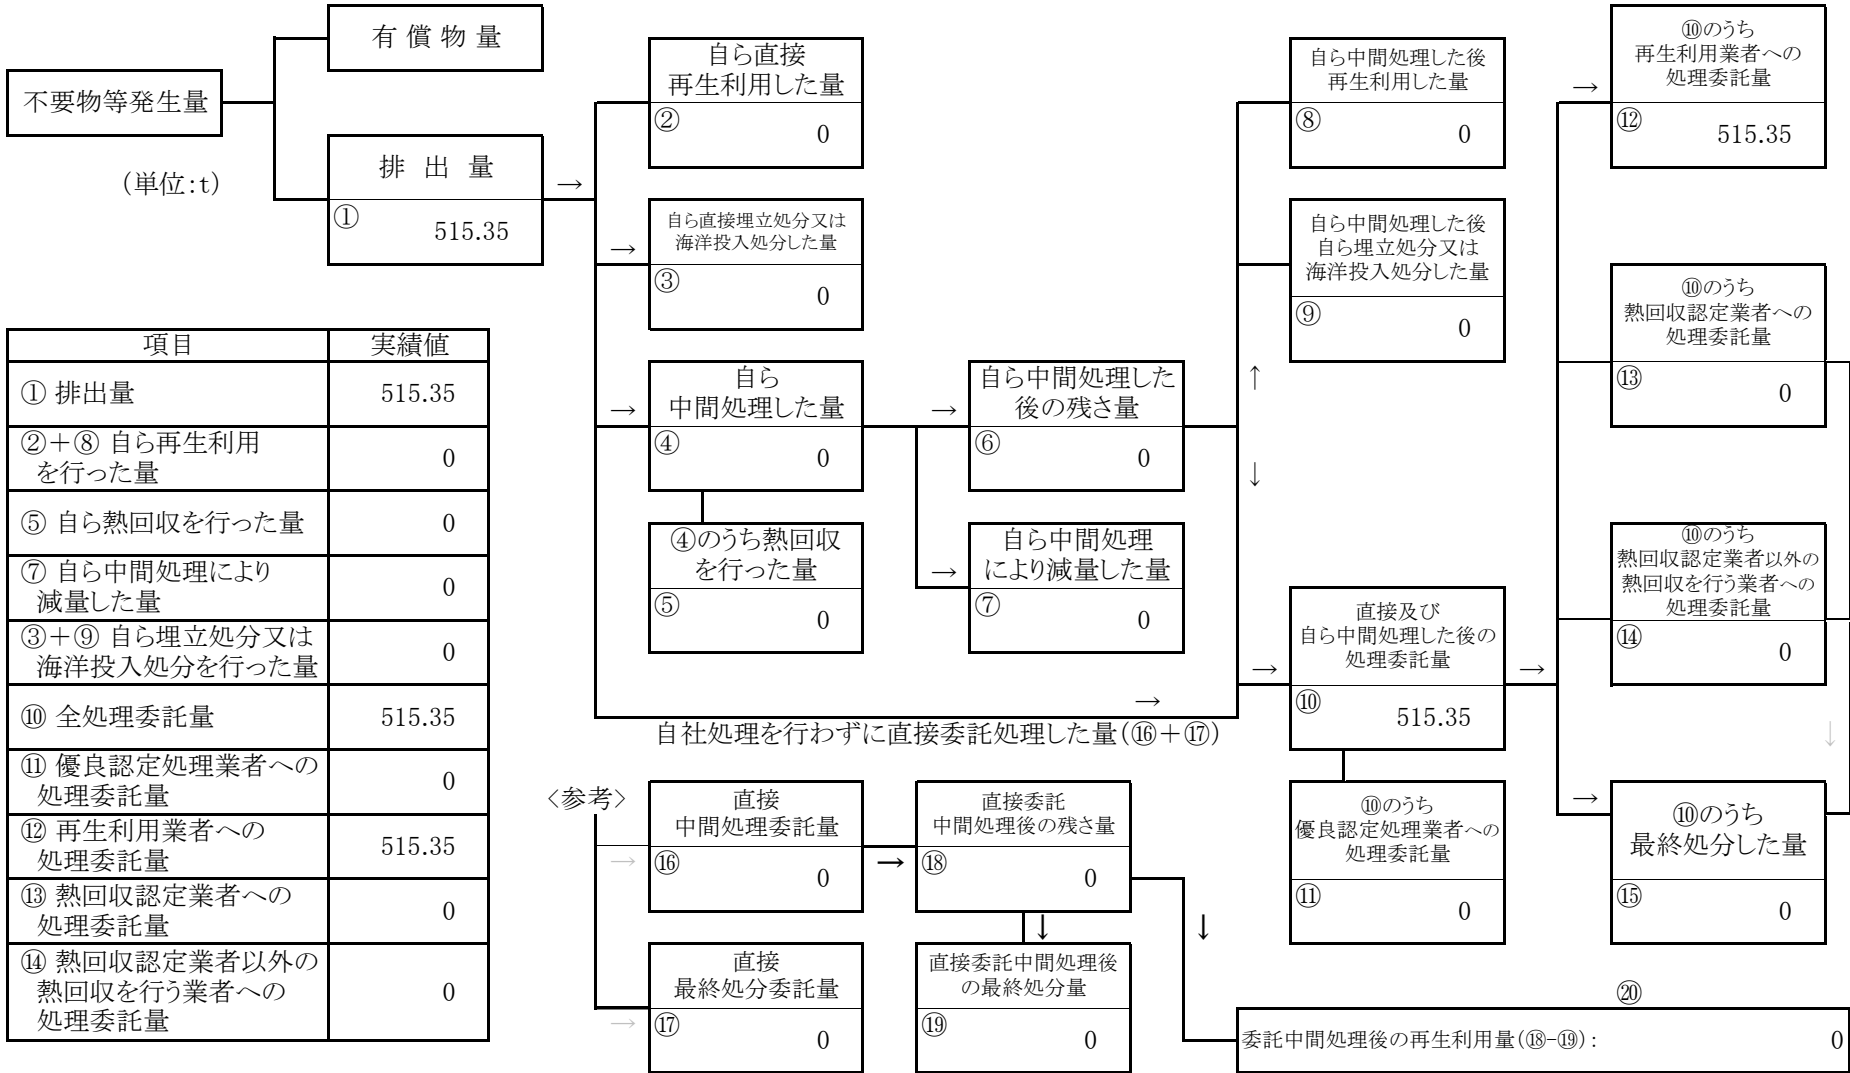 有 償 物 量
不要物等発生量
(単位:t)
排 出 量
→
①
515.35
自ら直接
再生利用した量
②
0
→
自ら直接埋立処分又は
海洋投入処分した量
③
0
→
自ら
中間処理した量
④
0
④のうち熱回収
を行った量
⑤
0
→
自ら中間処理した
後の残さ量
⑥
0
→
自ら中間処理
により減量した量
⑦
0
↑
↓
自ら中間処理した後
再生利用した量
⑧
0
自ら中間処理した後
自ら埋立処分又は
海洋投入処分した量
⑨
0
→
自社処理を行わずに直接委託処理した量(⑯+⑰)
→
直接及び
自ら中間処理した後の
処理委託量
⑩
515.35
→
⑩のうち
優良認定処理業者への
処理委託量
⑪
0
→
⑩のうち
再生利用業者への
処理委託量
⑫
515.35
⑩のうち
熱回収認定業者への
処理委託量
⑬
0
⑩のうち
熱回収認定業者以外の
熱回収を行う業者への
処理委託量
⑭
0
↓
→
⑩のうち
最終処分した量
⑮
0
項目 実績値
① 排出量 515.35
②+⑧ 自ら再生利用
を行った量 0
⑤ 自ら熱回収を行った量 0
⑦ 自ら中間処理により
減量した量 0
③+⑨ 自ら埋立処分又は
海洋投入処分を行った量 0
⑩ 全処理委託量 515.35
⑪ 優良認定処理業者への
処理委託量 0
⑫ 再生利用業者への
処理委託量 515.35
⑬ 熱回収認定業者への
処理委託量 0
⑭ 熱回収認定業者以外の
熱回収を行う業者への
処理委託量 0
〈参考〉
→
直接
中間処理委託量
⑯
0
→
直接委託
中間処理後の残さ量
⑱
0
↓
↓
→
直接
最終処分委託量
⑰
0
直接委託中間処理後
の最終処分量
⑲
0
⑳
委託中間処理後の再生利用量(⑱-⑲): 0